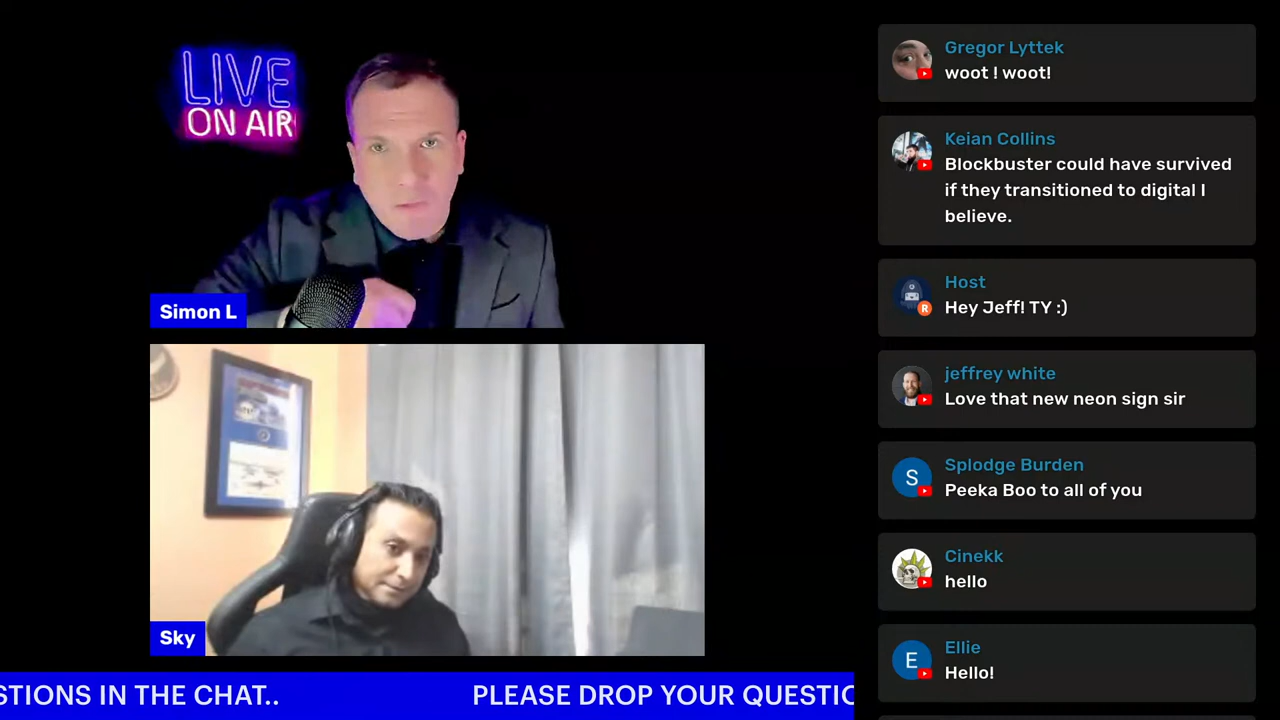 LIVE
ON AIR
Simon L
Sky
STIONS IN THE CHAT..
PLEASE DROP YOUR QUESTIO
Gregor Lyttek
woot ! woot!
Keian Collins
Blockbuster could have survived
if they transitioned to digital I
believe.
Host
Hey Jeff! TY :)
jeffrey white
Love that new neon sign sir
S
Splodge Burden
Peeka Boo to all of you
Cinekk
hello
E
Ellie
Hello!